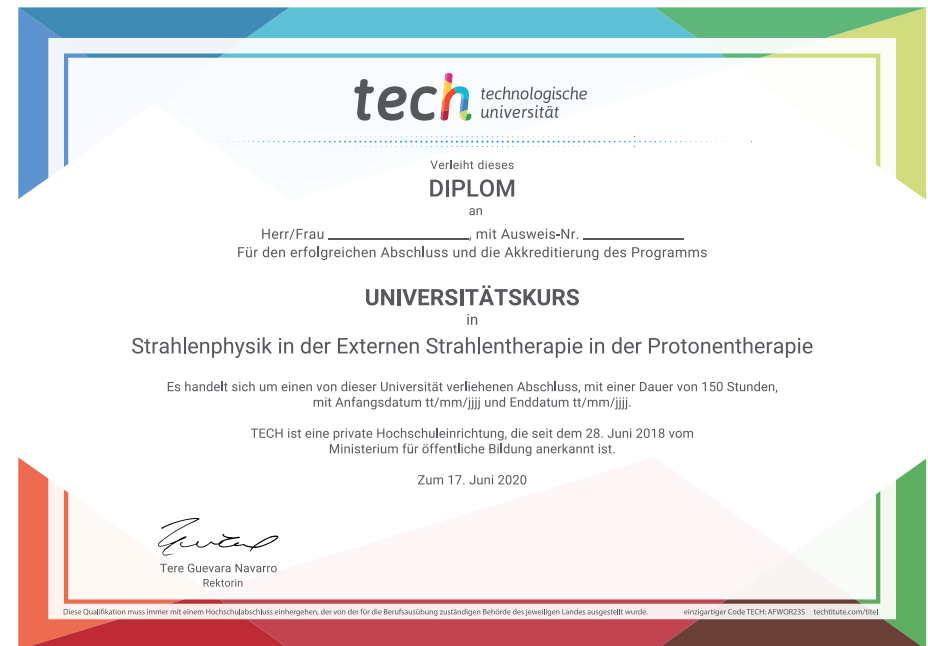 tech technologische
universität
Verleiht dieses
DIPLOM
an
Herr/Frau ____________, mit Ausweis-Nr. ____________
Für den erfolgreichen Abschluss und die Akkreditierung des Programms
UNIVERSITÄTSKURS
in
Strahlenphysik in der Externen Strahlentherapie in der Protonentherapie
Es handelt sich um einen von dieser Universität verliehenen Abschluss, mit einer Dauer von 150 Stunden,
mit Anfangsdatum tt/mm/jjjj und Enddatum tt/mm/jjjj.
TECH ist eine private Hochschuleinrichtung, die seit dem 28. Juni 2018 vom
Ministerium für öffentliche Bildung anerkannt ist.
Zum 17. Juni 2020
Tere Guevara Navarro
Rektorin
Diese Qualifikation muss immer mit einem Hochschulabschluss einhergehen, der von der für die Berufsausübung zuständigen Behörde des jeweiligen Landes ausgestellt wurde. einzigartiger Code TECH: AFWOR23S techtitute.com/titel